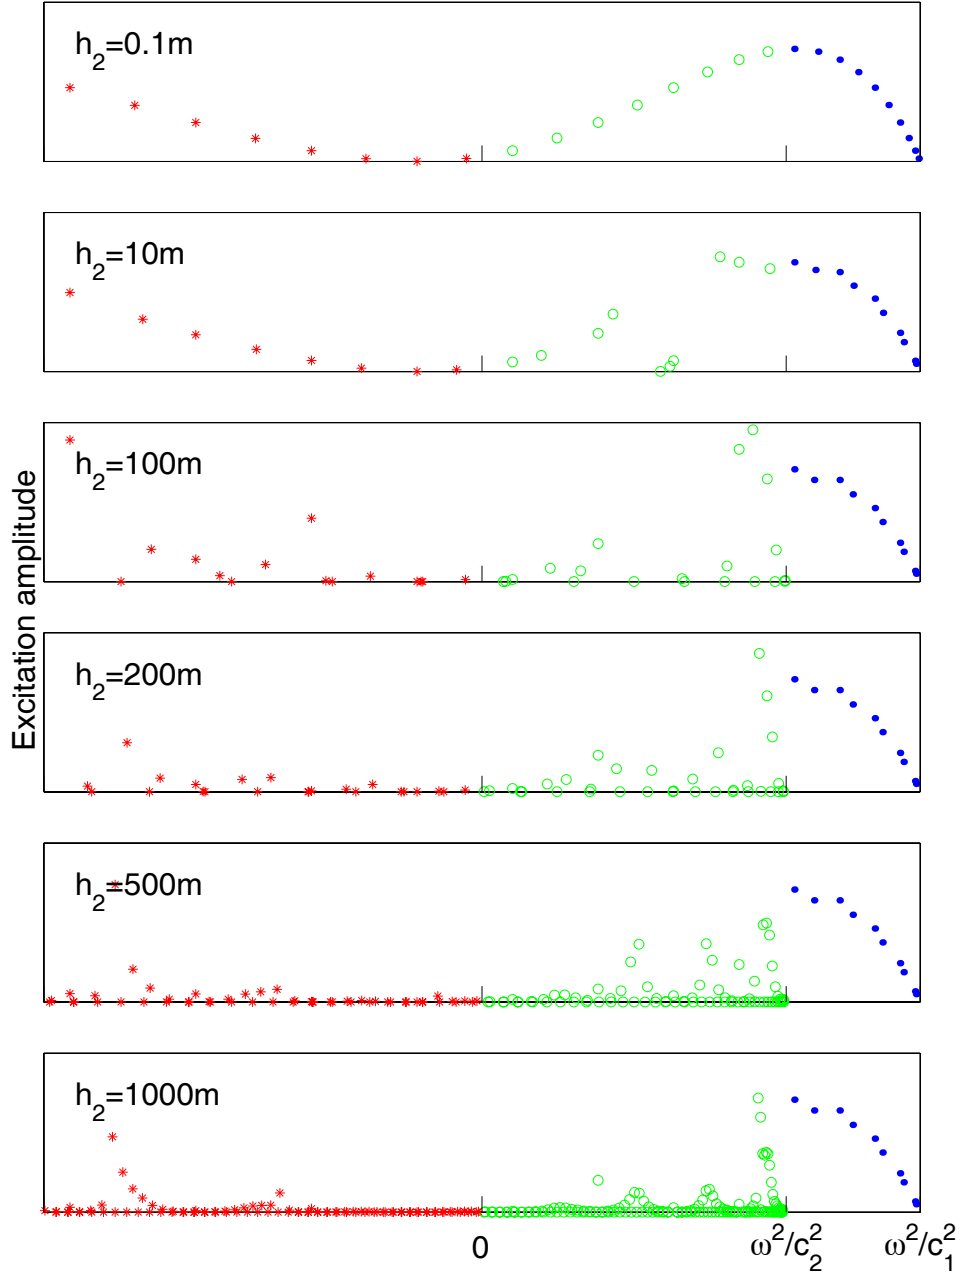 h₂=0.1m
h₂=10m
h₂=100m
h₂=200m
h₂=500m
h₂=1000m
Excitation amplitude
0 ω²/c₂² ω²/c₁²